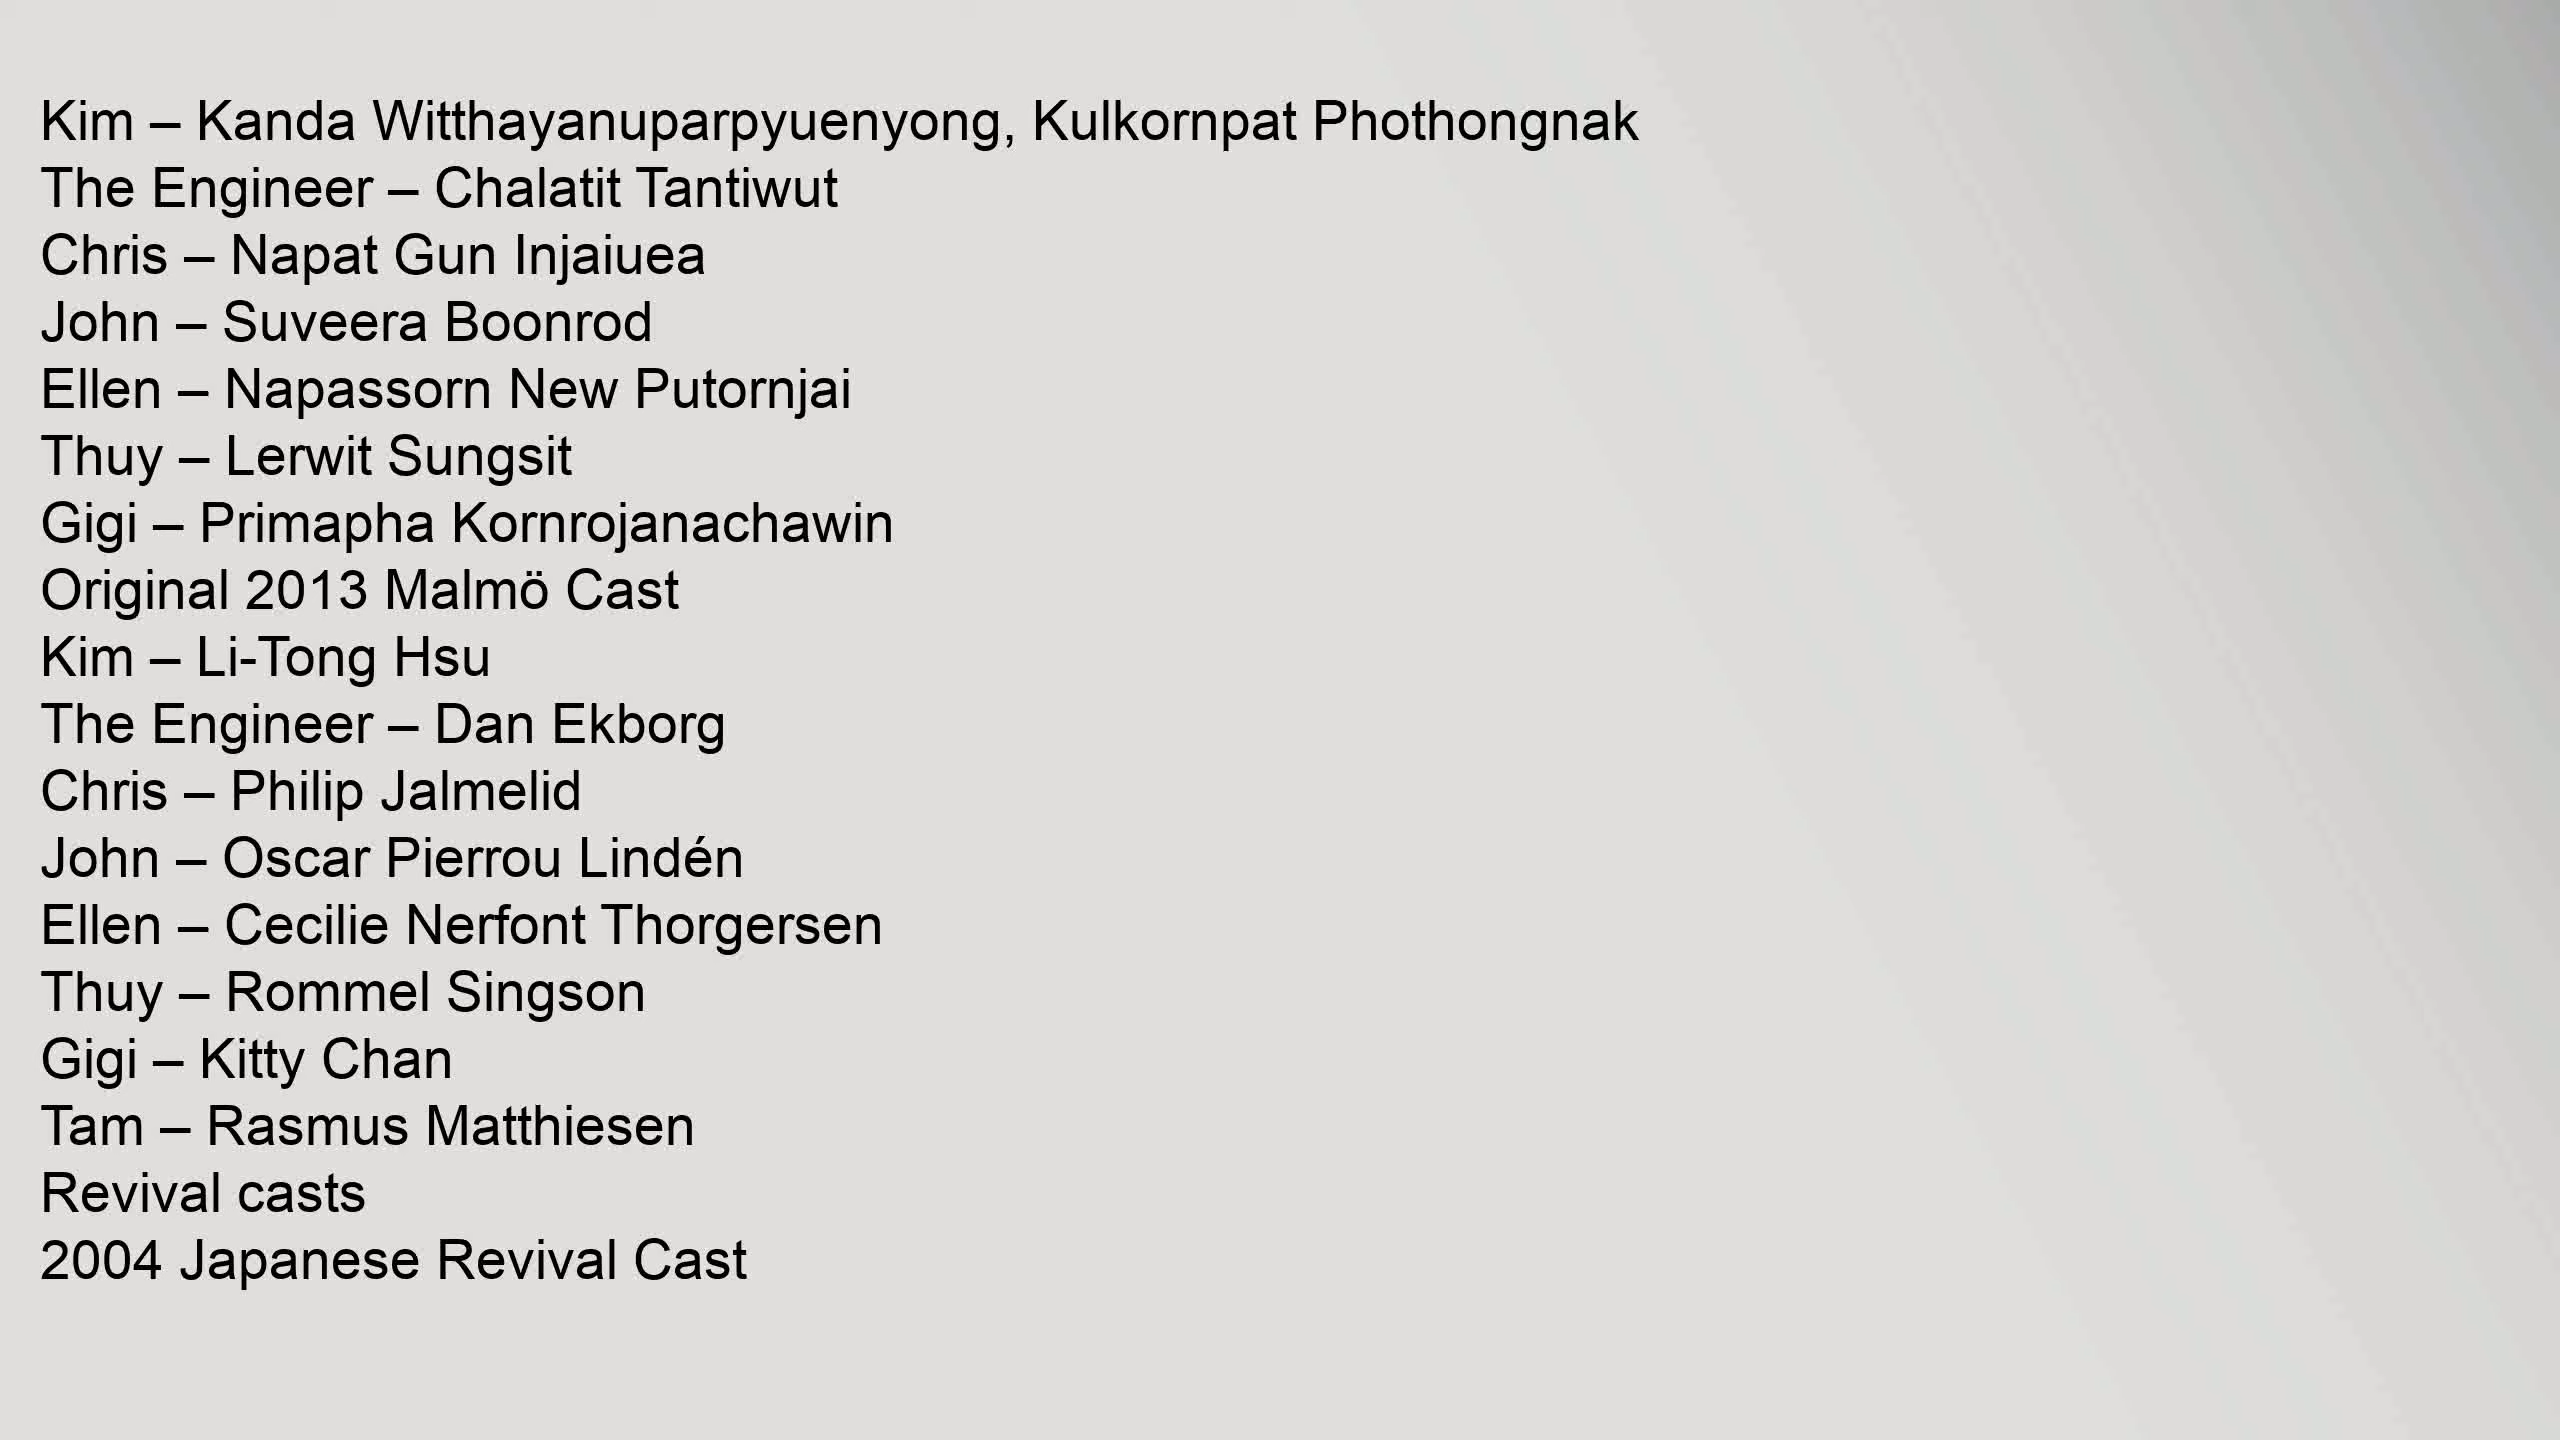 Kim – Kanda Witthayanuparpyuenyong, Kulkornpat Phothongnak
The Engineer – Chalatit Tantiwut
Chris – Napat Gun Injaiuea
John – Suveera Boonrod
Ellen – Napassorn New Putornjai
Thuy – Lerwit Sungsit
Gigi – Primapha Kornrojanachawin
Original 2013 Malmö Cast
Kim – Li-Tong Hsu
The Engineer – Dan Ekborg
Chris – Philip Jalmelid
John – Oscar Pierrou Lindén
Ellen – Cecilie Nerfont Thorgersen
Thuy – Rommel Singson
Gigi – Kitty Chan
Tam – Rasmus Matthiesen
Revival casts
2004 Japanese Revival Cast